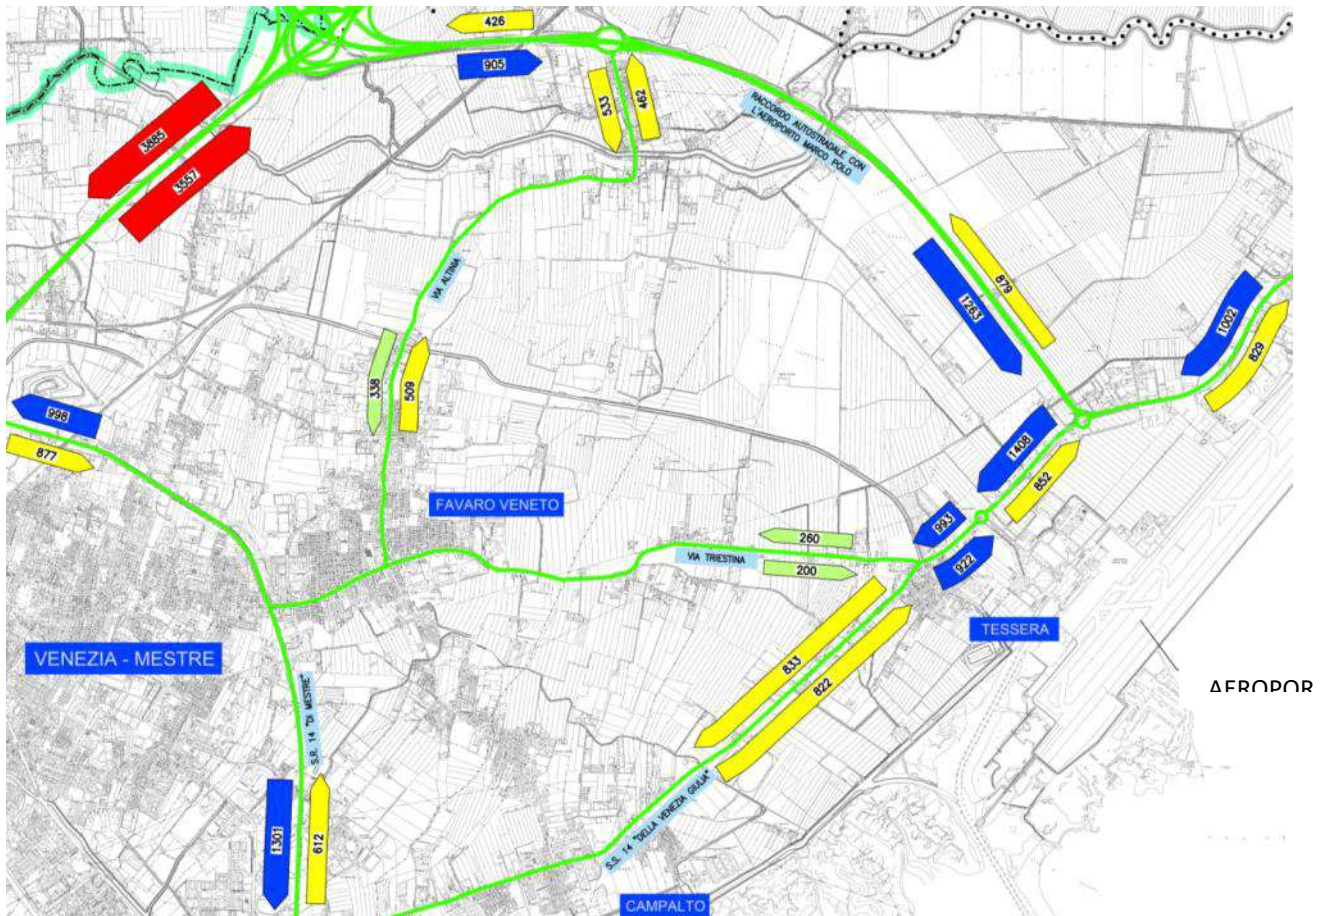 426
905
533
462
RACCORDO AUTOSTRADALE CON
L'AEROPORTO MARCO POLO
3885
3557
VIA ALTINIA
879
1263
1002
829
338
509
998
877
1408
852
FAVARO VENETO
993
922
260
VIA TRIESTINA
200
TESSERA
VENEZIA - MESTRE
833
822
AEROPOR
S.R. 14 "DI MESTRE"
S.S. 14 "DELLA VENEZIA GIULIA"
1301
612
CAMPALTO